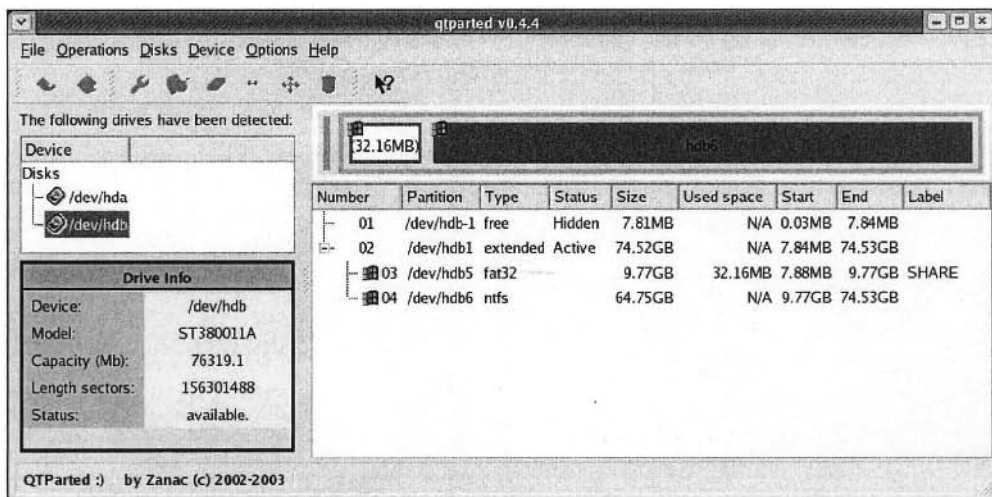 qtparted v0.4.4
File Operations Disks Device Options Help
The following drives have been detected:
Device
Disks
/dev/hda
/dev/hdb
Drive Info
Device: /dev/hdb
Model: ST380011A
Capacity (Mb): 76319.1
Length sectors: 156301488
Status: available.
(32.16MB)
hdb6
Number Partition Type Status Size Used space Start End Label
01 /dev/hdb-1 free Hidden 7.81MB N/A 0.03MB 7.84MB
02 /dev/hdb1 extended Active 74.52GB N/A 7.84MB 74.53GB
03 /dev/hdb5 fat32 9.77GB 32.16MB 7.88MB 9.77GB SHARE
04 /dev/hdb6 ntfs 64.75GB N/A 9.77GB 74.53GB
QTParted :) by Zanac (c) 2002-2003